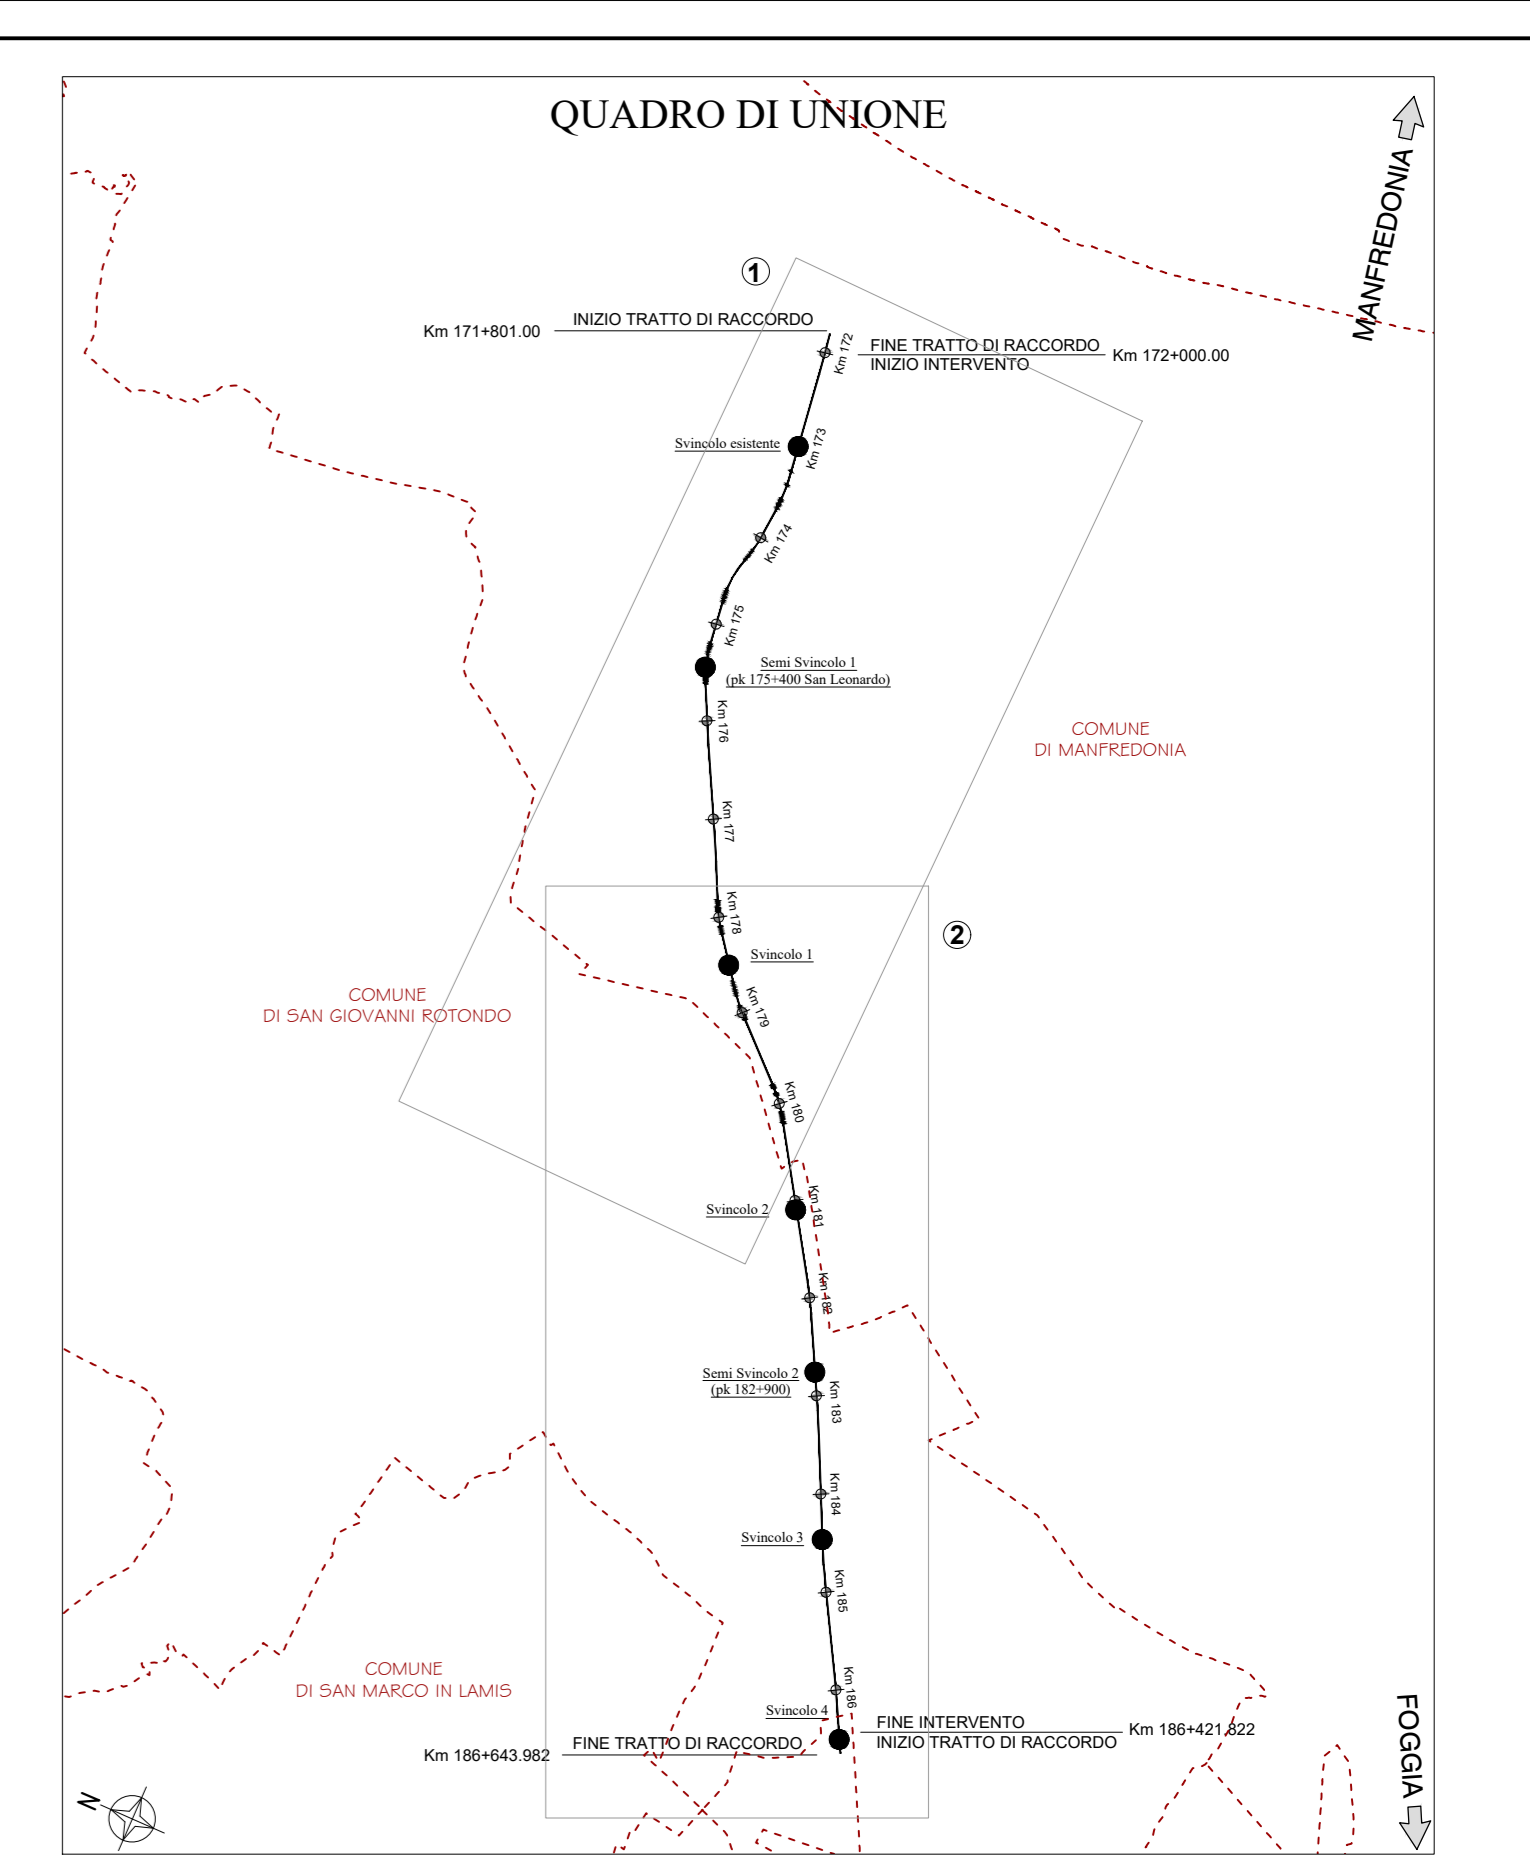 QUADRO DI UNIONE
MANFREDONIA
1
INIZIO TRATTO DI RACCORDO
Km 171+801.00
Km 172
FINE TRATTO DI RACCORDO
INIZIO INTERVENTO
Km 172+000.00
Svincolo esistente
Km 173
Km 174
Km 175
Semi Svincolo 1
(pk 175+400 San Leonardo)
Km 176
COMUNE
DI MANFREDONIA
Km 177
Km 178
2
Svincolo 1
COMUNE
DI SAN GIOVANNI ROTONDO
Km 179
Km 180
Km 181
Svincolo 2
Km 182
Semi Svincolo 2
(pk 182+900)
Km 183
Km 184
Svincolo 3
Km 185
COMUNE
DI SAN MARCO IN LAMIS
Km 186
Svincolo 4
FINE INTERVENTO
INIZIO TRATTO DI RACCORDO
Km 186+421.822
FINE TRATTO DI RACCORDO
Km 186+643.982
FOGGIA
N